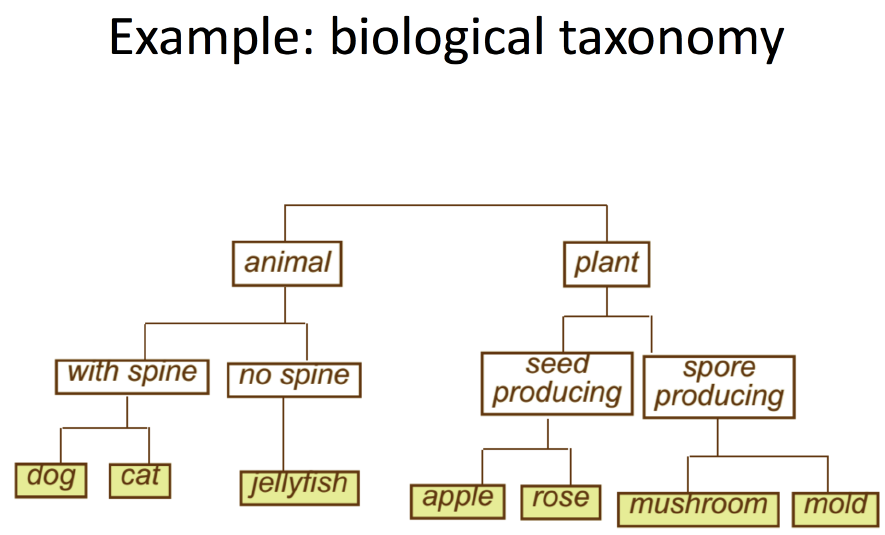 Example: biological taxonomy
animal
plant
with spine
no spine
seed
producing
spore
producing
dog
cat
jellyfish
apple
rose
mushroom
mold